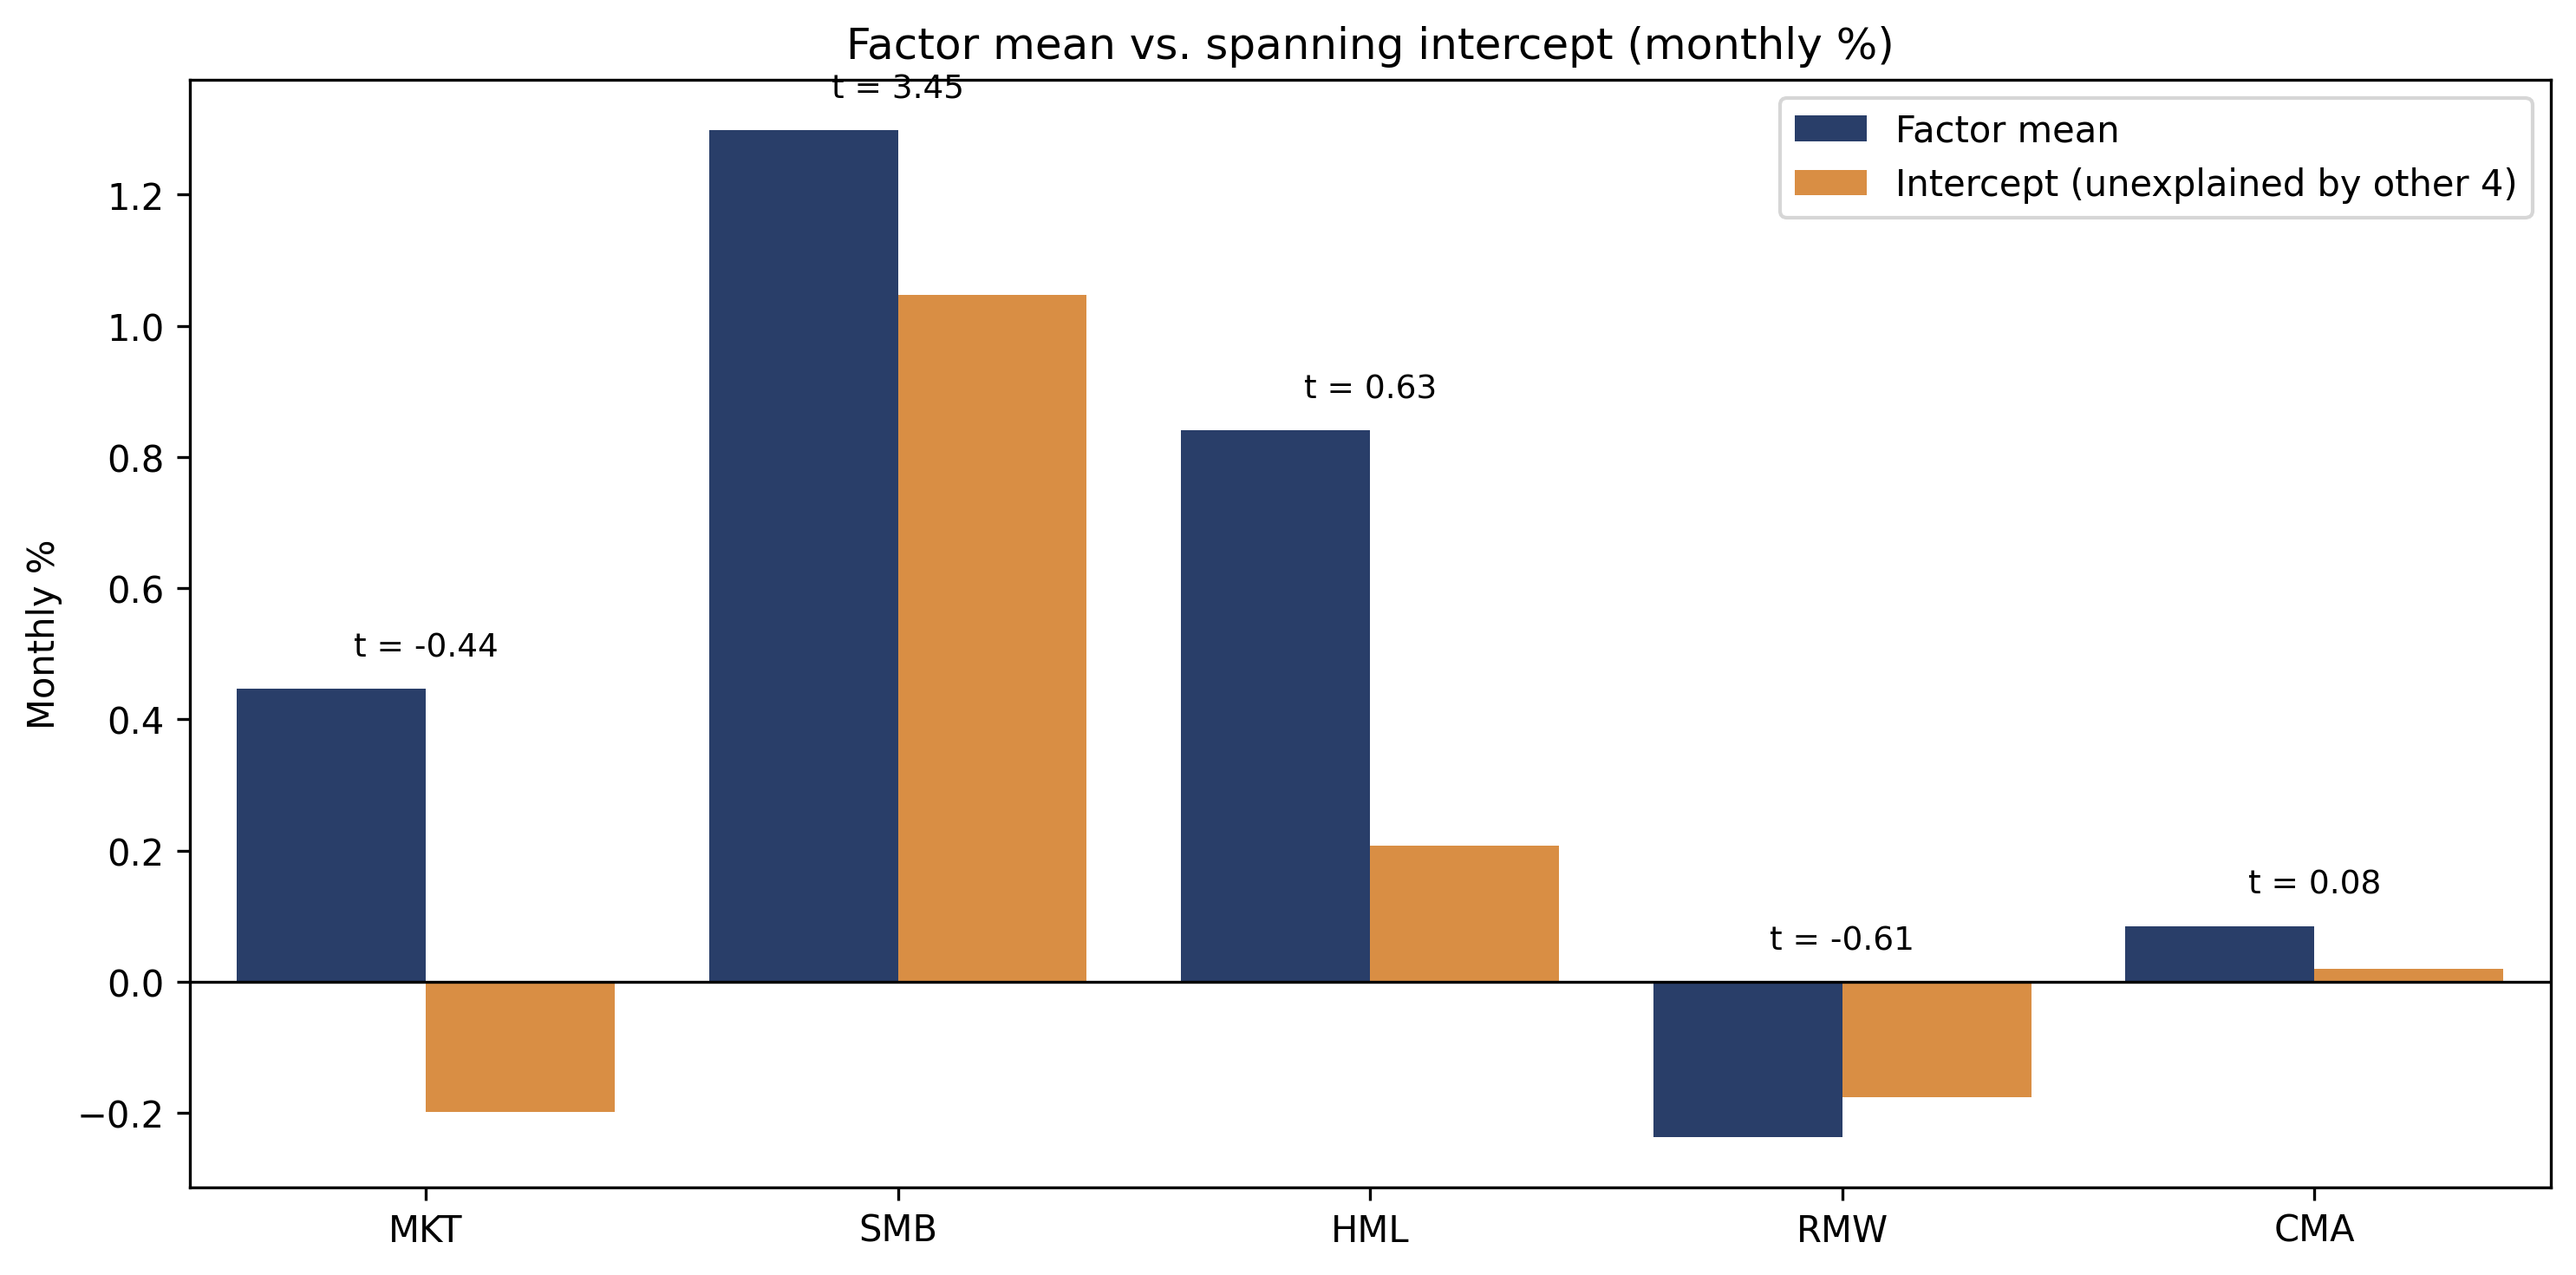 Factor mean vs. spanning intercept (monthly %)
t = 3.45
Factor mean
Intercept (unexplained by other 4)
t = 0.63
t = -0.44
t = 0.08
t = -0.61
Monthly %
1.2
1.0
0.8
0.6
0.4
0.2
0.0
−0.2
MKT
SMB
HML
RMW
CMA